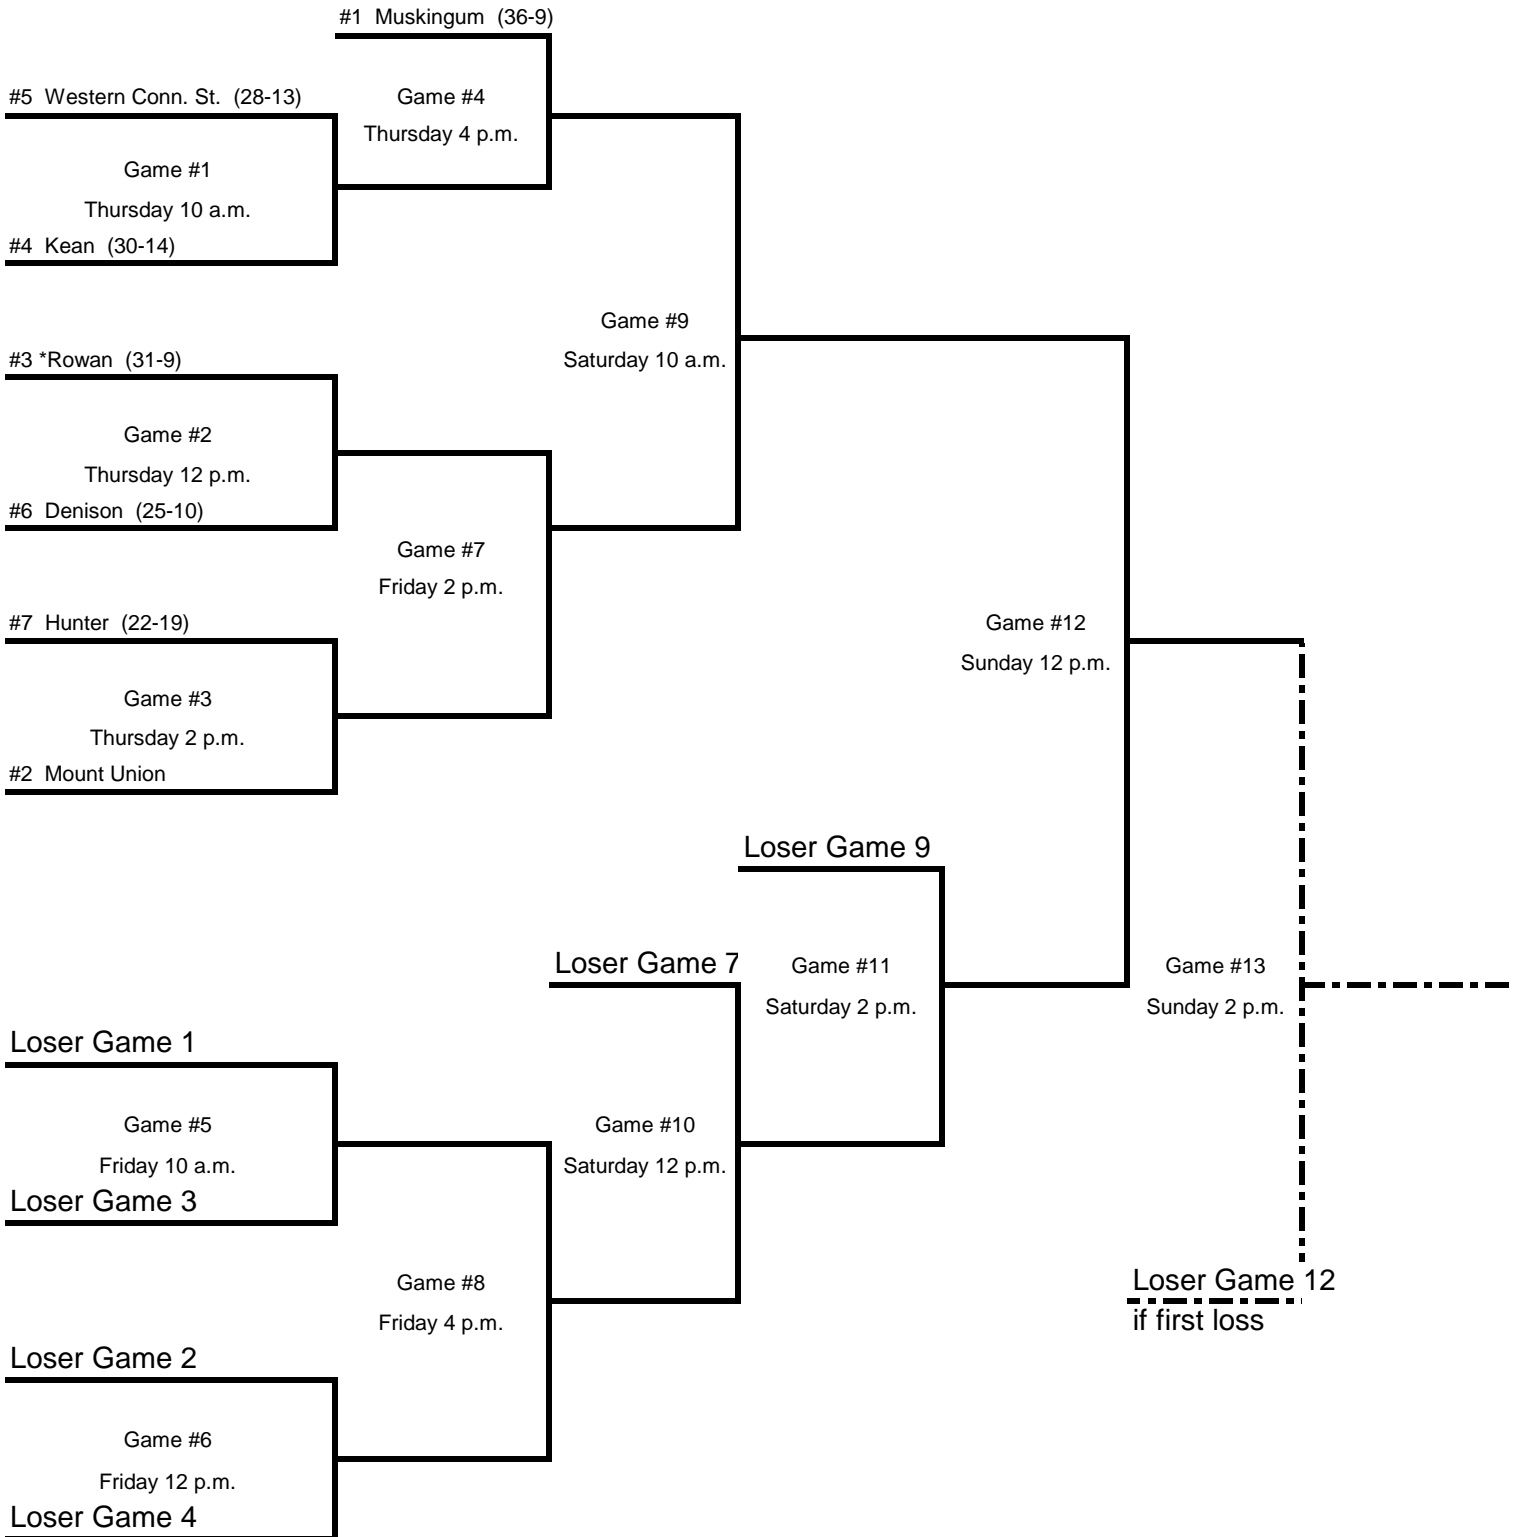 #1  Muskingum  (36-9)
#5  Western Conn. St.  (28-13)
Game #4
Thursday 4 p.m.
Game #1
Thursday 10 a.m.
#4  Kean  (30-14)
Game #9
Saturday 10 a.m.
#3 *Rowan  (31-9)
Game #2
Thursday 12 p.m.
#6  Denison  (25-10)
Game #7
Friday 2 p.m.
#7  Hunter  (22-19)
Game #12
Sunday 12 p.m.
Game #3
Thursday 2 p.m.
#2  Mount Union
Loser Game 9
Loser Game 7
Game #11
Saturday 2 p.m.
Game #13
Sunday 2 p.m.
Loser Game 1
Game #5
Friday 10 a.m.
Loser Game 3
Game #10
Saturday 12 p.m.
Game #8
Friday 4 p.m.
Loser Game 12
if first loss
Loser Game 2
Game #6
Friday 12 p.m.
Loser Game 4